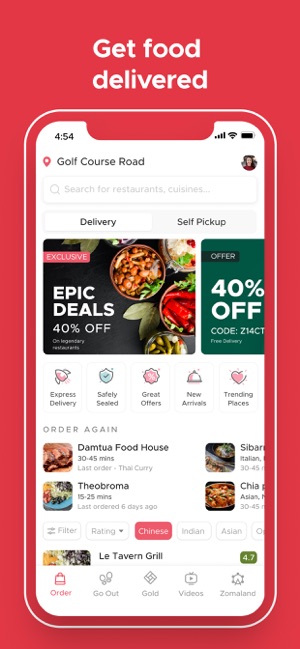 Get food
delivered
4:54
Golf Course Road
Search for restaurants, cuisines...
Delivery
Self Pickup
EXCLUSIVE
EPIC
DEALS
40% OFF
On legendary
restaurants
OFFER
40%
OFF
CODE: Z14CT
Free Delivery
Express
Delivery
Safely
Sealed
Great
Offers
New
Arrivals
Trending
Places
ORDER AGAIN
Damtua Food House
30-45 mins
Last order - Thai Curry
Sibar
30-45 m
Italian,
Theoborma
15-25 mins
Last ordered 6 days ago
Chia p
30-45 m
Asian, N
Filter
Rating
Chinese
Indian
Asian
Le Tavern Grill
4.7
Order
Go Out
Gold
Videos
Zomaland